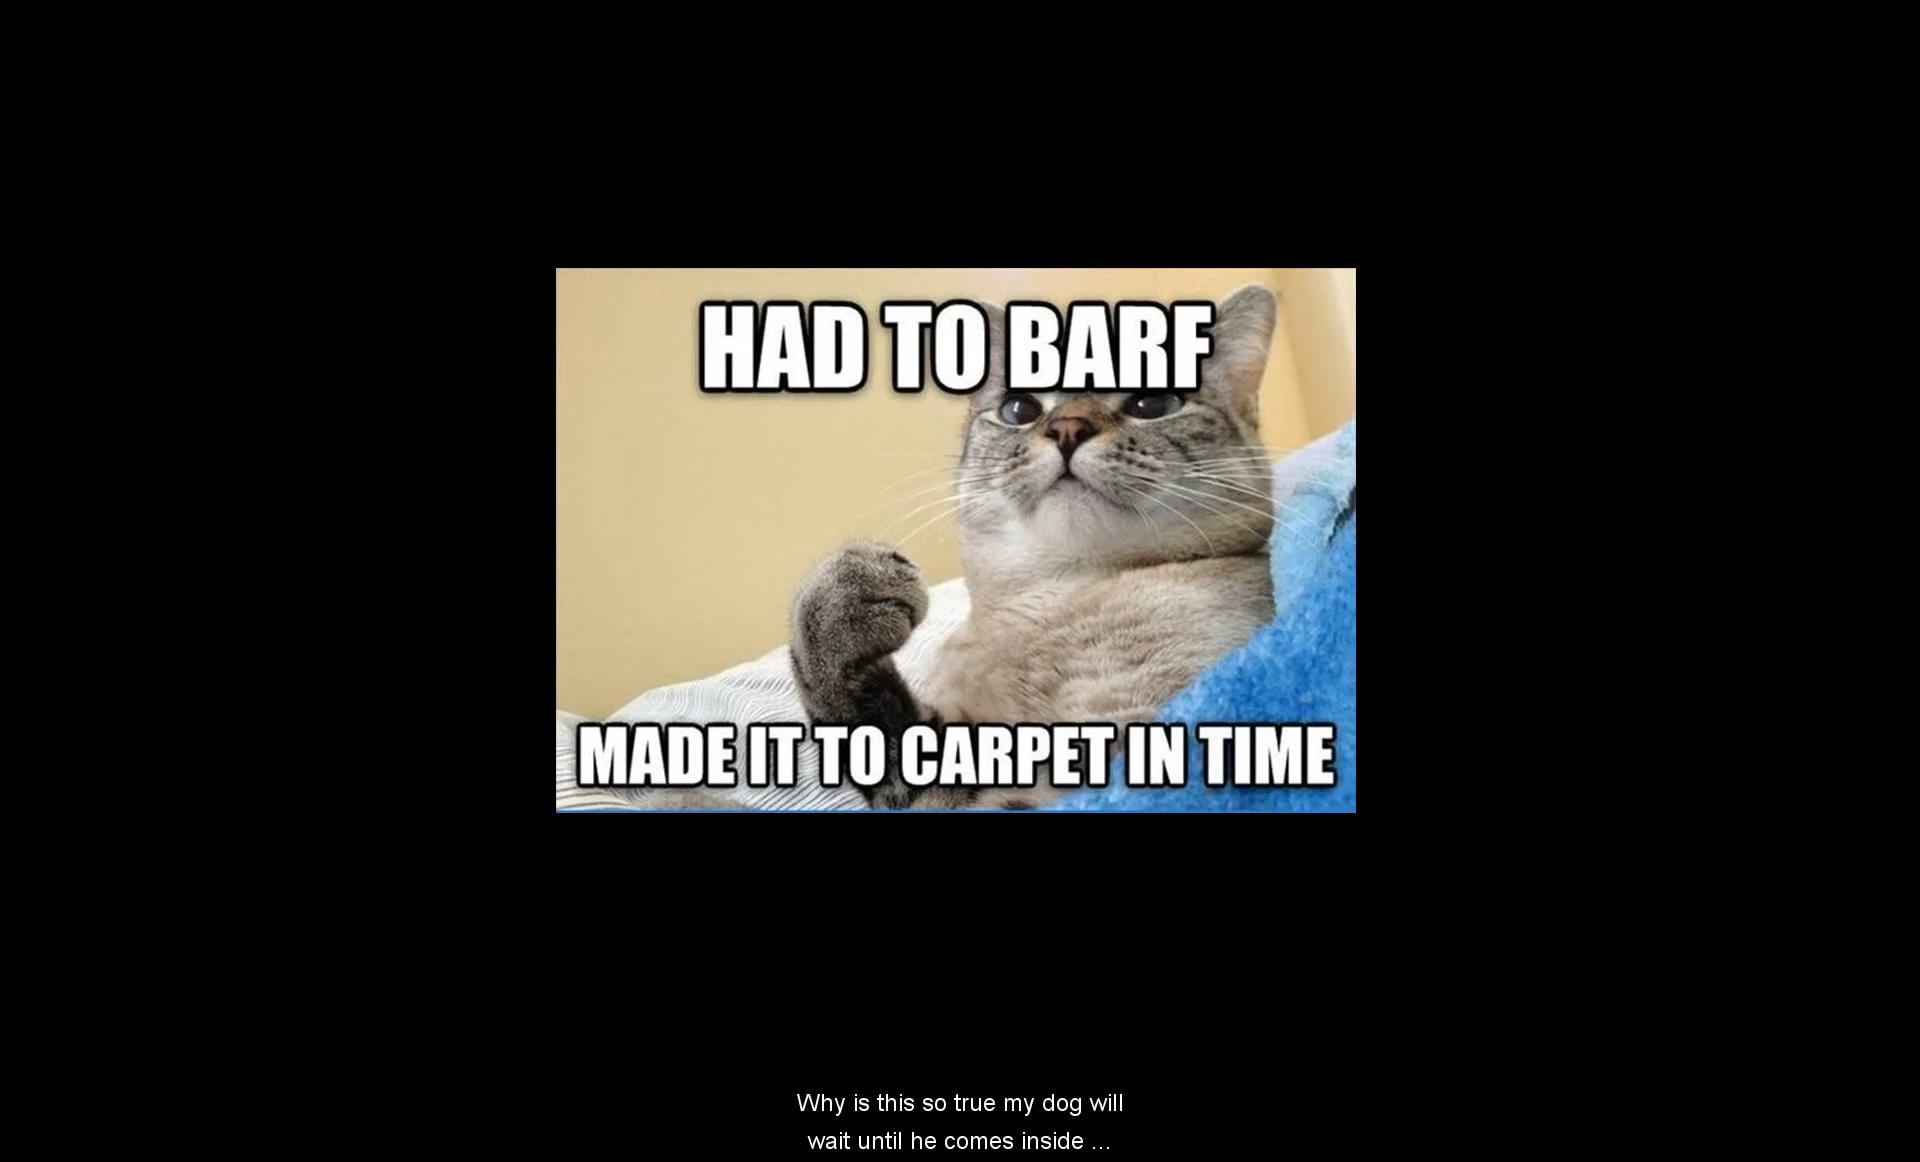 HAD TO BARF
MADE IT TO CARPET IN TIME
Why is this so true my dog will
wait until he comes inside ...